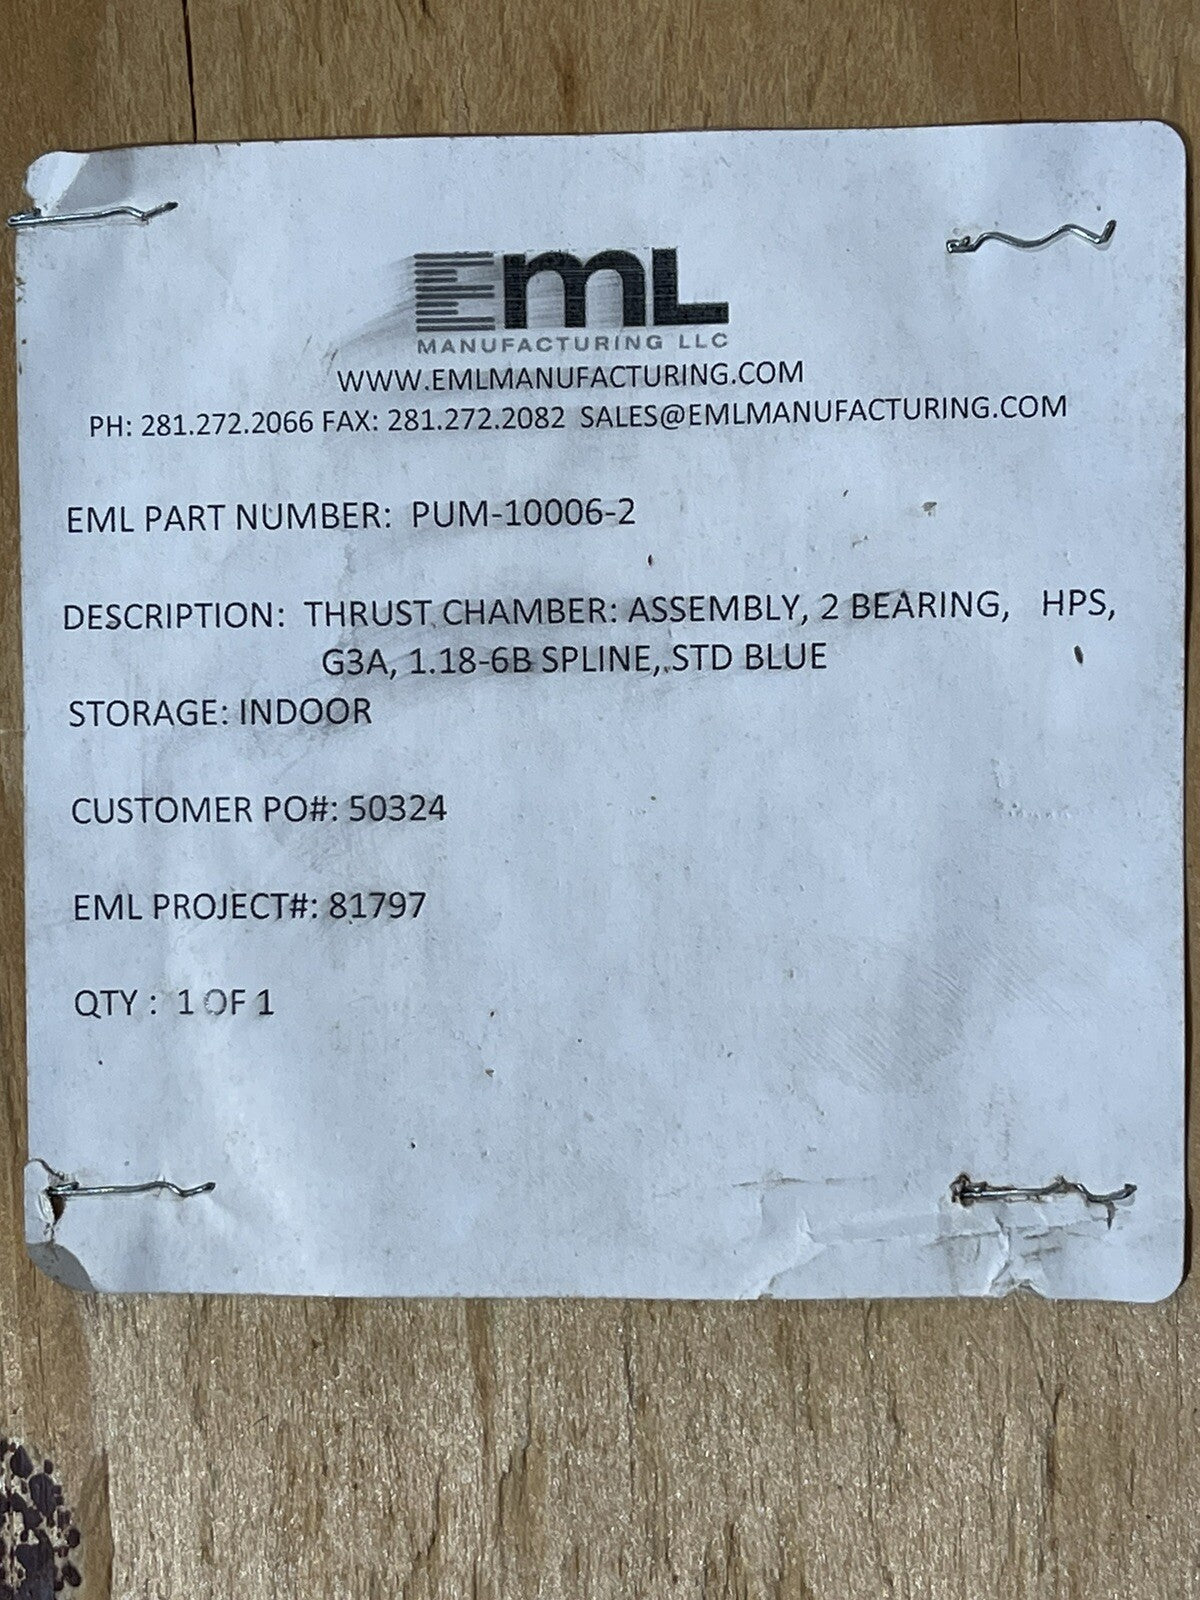 EML
MANUFACTURING LLC
WWW.EMLMANUFACTURING.COM
PH: 281.272.2066 FAX: 281.272.2082 SALES@EMLMANUFACTURING.COM
EML PART NUMBER: PUM-10006-2
DESCRIPTION: THRUST CHAMBER: ASSEMBLY, 2 BEARING, HPS,
G3A, 1.18-6B SPLINE, STD BLUE
STORAGE: INDOOR
CUSTOMER PO#: 50324
EML PROJECT#: 81797
QTY : 1 OF 1